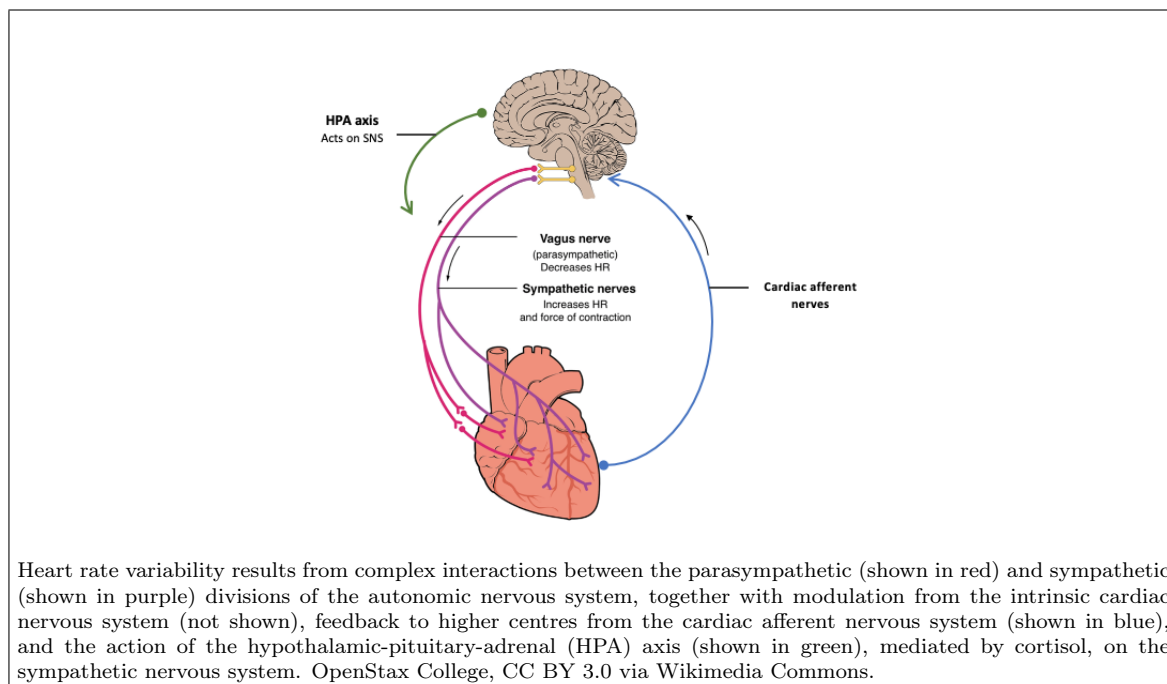 HPA axis
Acts on SNS
Vagus nerve
(parasympathetic)
Decreases HR
Sympathetic nerves
Increases HR
and force of contraction
Cardiac afferent
nerves
Heart rate variability results from complex interactions between the parasympathetic (shown in red) and sympathetic
(shown in purple) divisions of the autonomic nervous system, together with modulation from the intrinsic cardiac
nervous system (not shown), feedback to higher centres from the cardiac afferent nervous system (shown in blue),
and the action of the hypothalamic-pituitary-adrenal (HPA) axis (shown in green), mediated by cortisol, on the
sympathetic nervous system. OpenStax College, CC BY 3.0 via Wikimedia Commons.